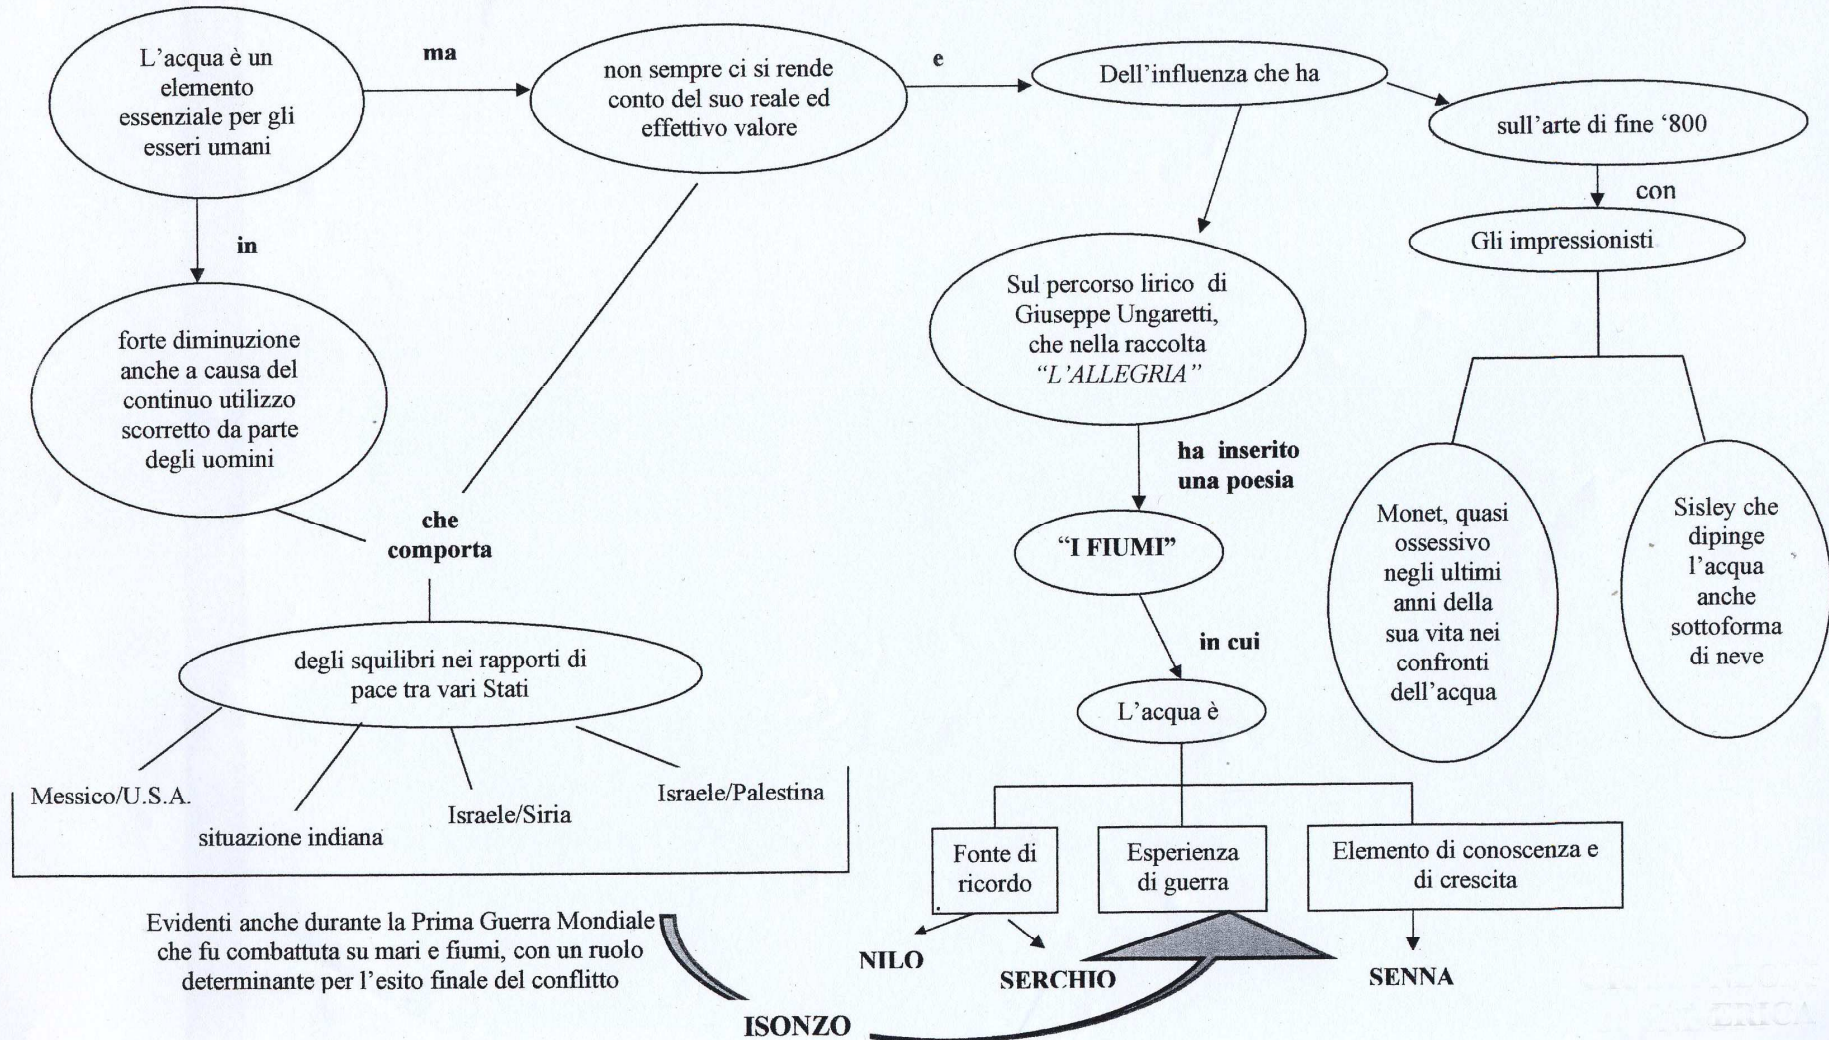 L'acqua è un
elemento
essenziale per gli
esseri umani
ma
non sempre ci si rende
conto del suo reale ed
effettivo valore
e
Dell'influenza che ha
sull'arte di fine ‘800
con
Gli impressionisti
in
forte diminuzione
anche a causa del
continuo utilizzo
scorretto da parte
degli uomini
che
comporta
degli squilibri nei rapporti di
pace tra vari Stati
Messico/U.S.A.
situazione indiana
Israele/Siria
Israele/Palestina
Evidenti anche durante la Prima Guerra Mondiale
che fu combattuta su mari e fiumi, con un ruolo
determinante per l'esito finale del conflitto
ISONZO
Sul percorso lirico di
Giuseppe Ungaretti,
che nella raccolta
“L'ALLEGRIA”
ha inserito
una poesia
“I FIUMI”
in cui
L'acqua è
Fonte di
ricordo
Esperienza
di guerra
Elemento di conoscenza e
di crescita
NILO
SERCHIO
SENNA
Monet, quasi
ossessivo
negli ultimi
anni della
sua vita nei
confronti
dell'acqua
Sisley che
dipinge
l'acqua
anche
sottoforma
di neve
ERICA